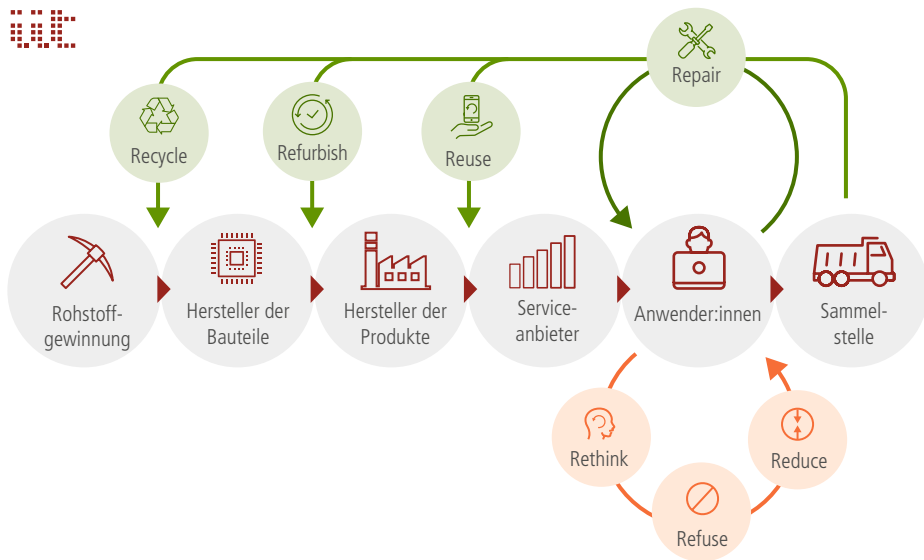 üit
Repair
Recycle
Refurbish
Reuse
Rohstoff-
gewinnung
Hersteller der
Bauteile
Hersteller der
Produkte
Service-
anbieter
Anwender:innen
Sammel-
stelle
Rethink
Reduce
Refuse